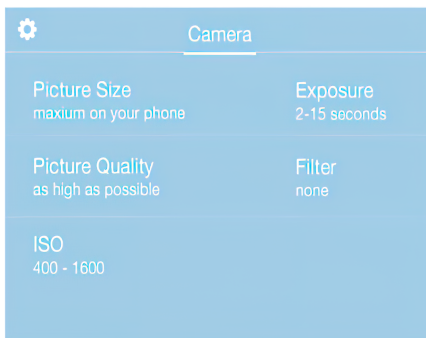 Camera
Picture Size
maxium on your phone
Exposure
2-15 seconds
Picture Quality
as high as possible
Filter
none
ISO
400 - 1600